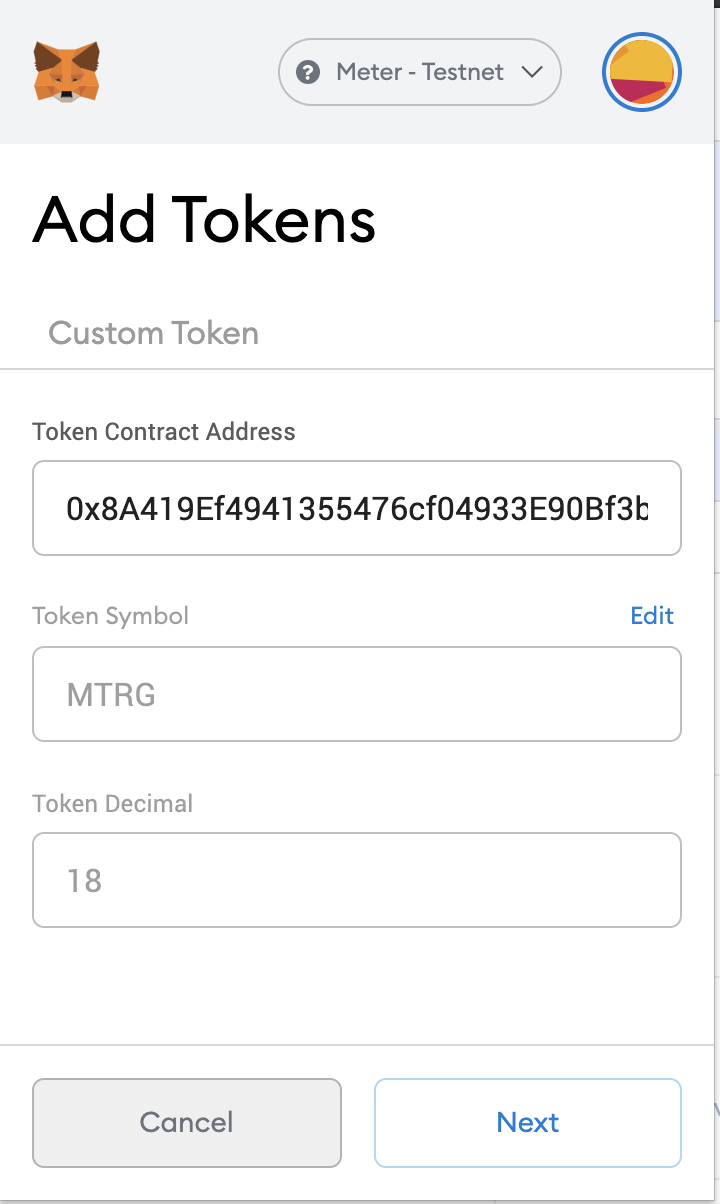 ? Meter - Testnet
Add Tokens
Custom Token
Token Contract Address
0x8A419Ef4941355476cf04933E90Bf3b
Token Symbol
Edit
MTRG
Token Decimal
18
Cancel
Next